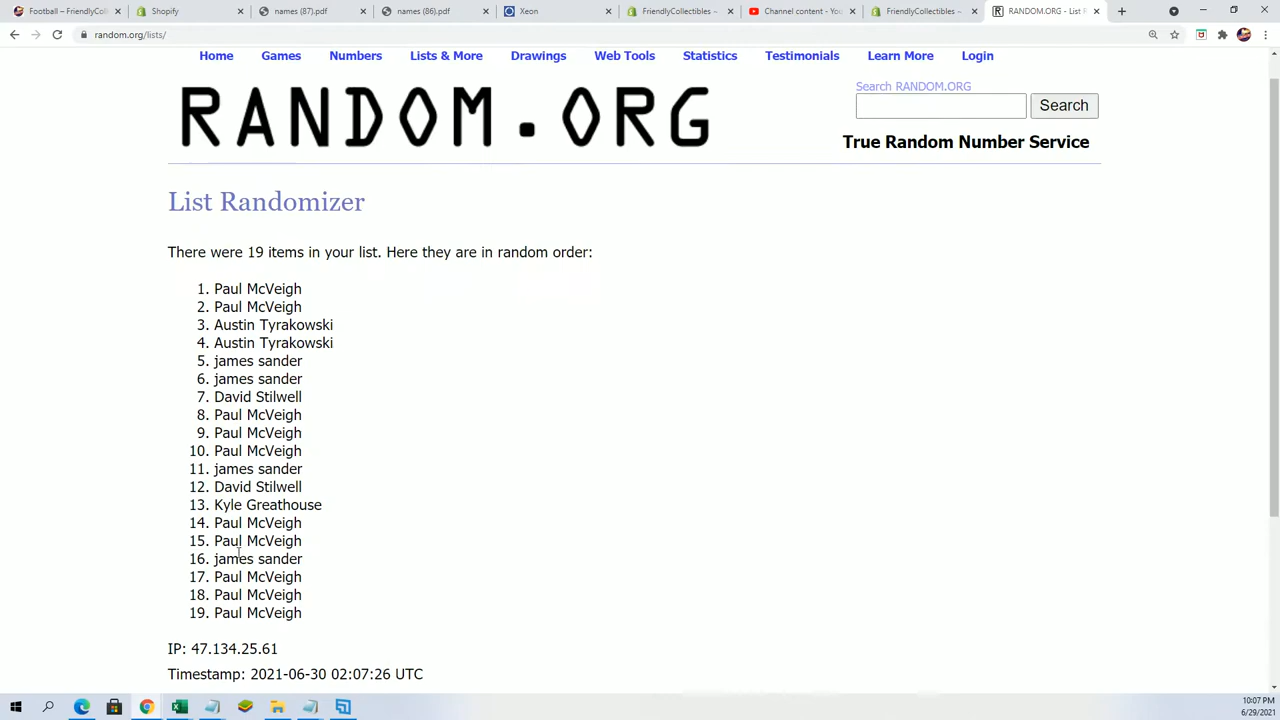 Football – FriendlyColl
Shopify
names (87).pdf
names (86).pdf
Xeon
FriendlyCollectibles –
Channel content - You
FriendlyCollectibles –
RANDOM.ORG - List R
random.org/lists/
Home Games Numbers Lists & More Drawings Web Tools Statistics Testimonials Learn More Login
RANDOM.ORG
Search RANDOM.ORG
Search
True Random Number Service
List Randomizer
There were 19 items in your list. Here they are in random order:
1. Paul McVeigh
2. Paul McVeigh
3. Austin Tyrakowski
4. Austin Tyrakowski
5. james sander
6. james sander
7. David Stilwell
8. Paul McVeigh
9. Paul McVeigh
10. Paul McVeigh
11. james sander
12. David Stilwell
13. Kyle Greathouse
14. Paul McVeigh
15. Paul McVeigh
16. james sander
17. Paul McVeigh
18. Paul McVeigh
19. Paul McVeigh
IP: 47.134.25.61
Timestamp: 2021-06-30 02:07:26 UTC
10:07 PM
6/29/2021